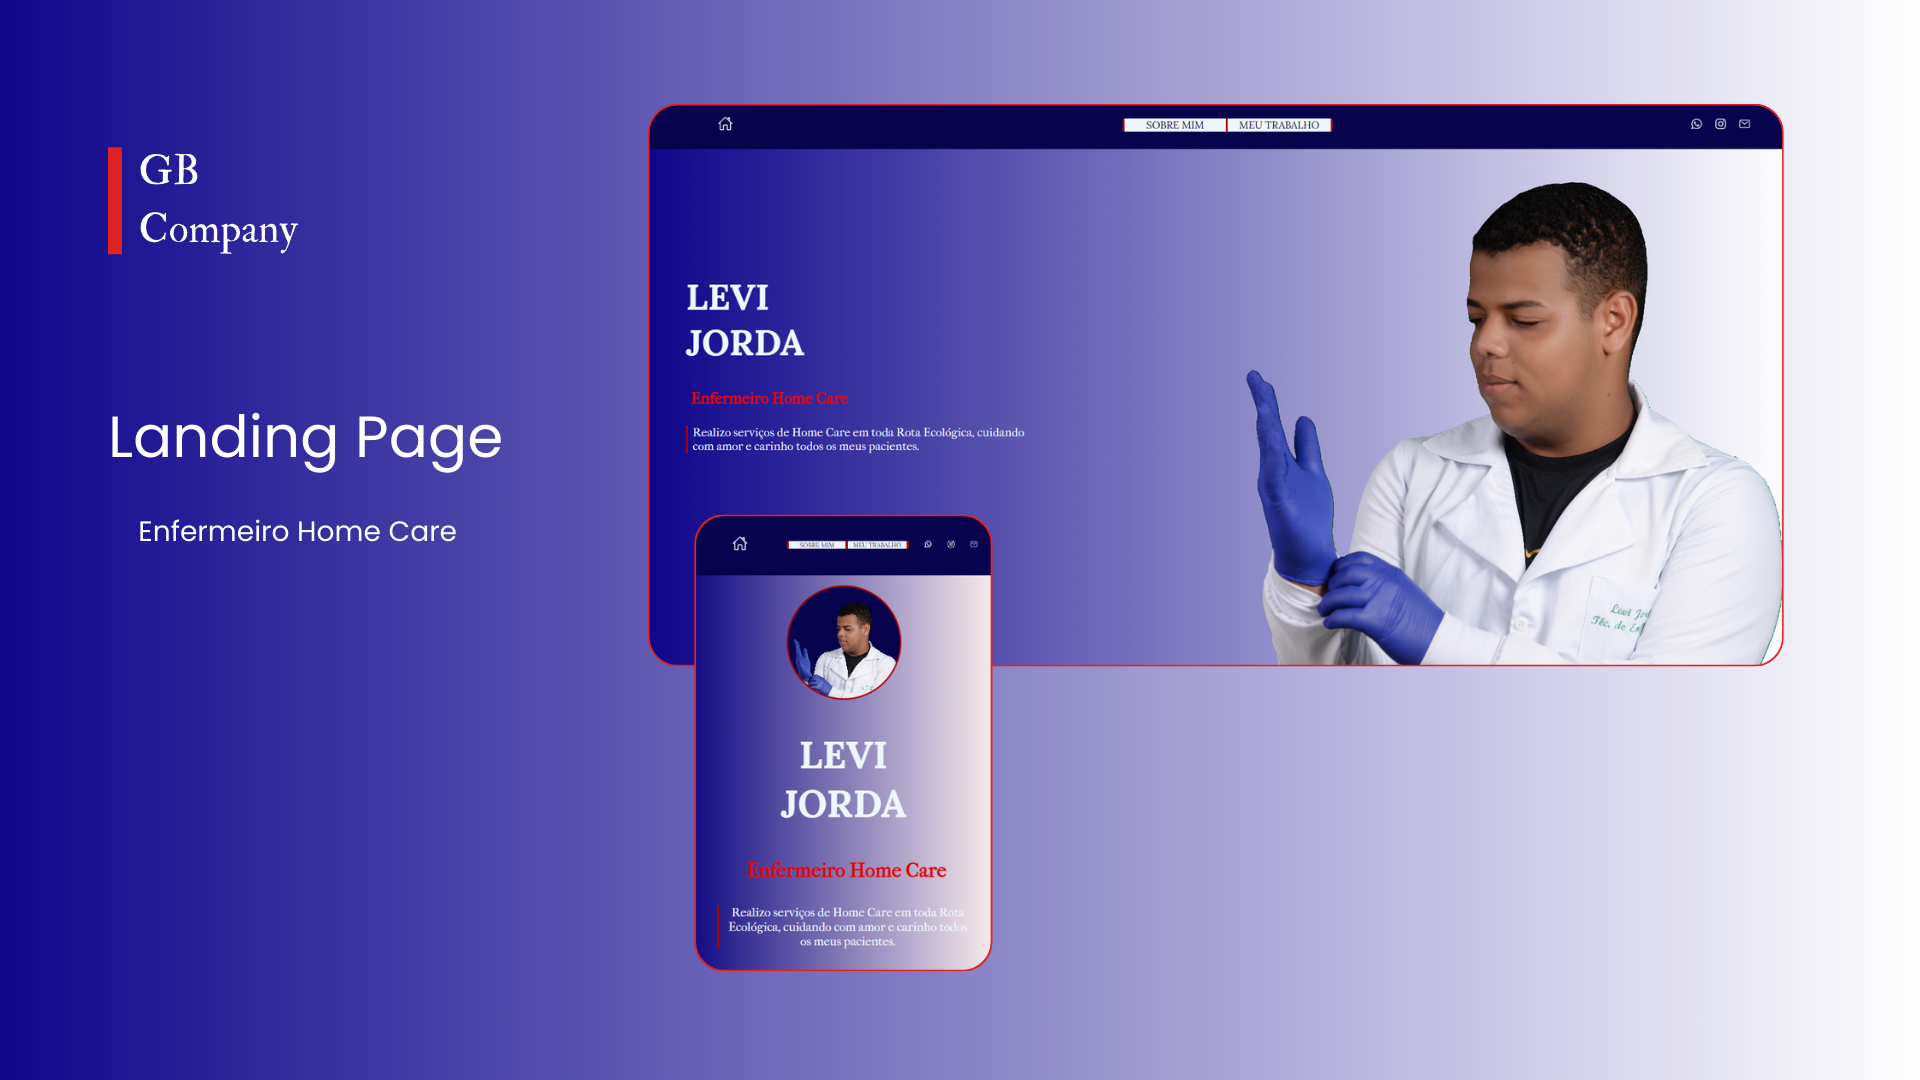 GB
Company
Landing Page
Enfermeiro Home Care
SOBRE MIM
MEU TRABALHO
LEVI
JORDA
Enfermeiro Home Care
Realizo serviços de Home Care em toda Rota Ecológica, cuidando
com amor e carinho todos os meus pacientes.
Levi
Téc. de
SOBRE MIM
MEU TRABALHO
LEVI
JORDA
Enfermeiro Home Care
Realizo serviços de Home Care em toda Rota
Ecológica, cuidando com amor e carinho todos
os meus pacientes.